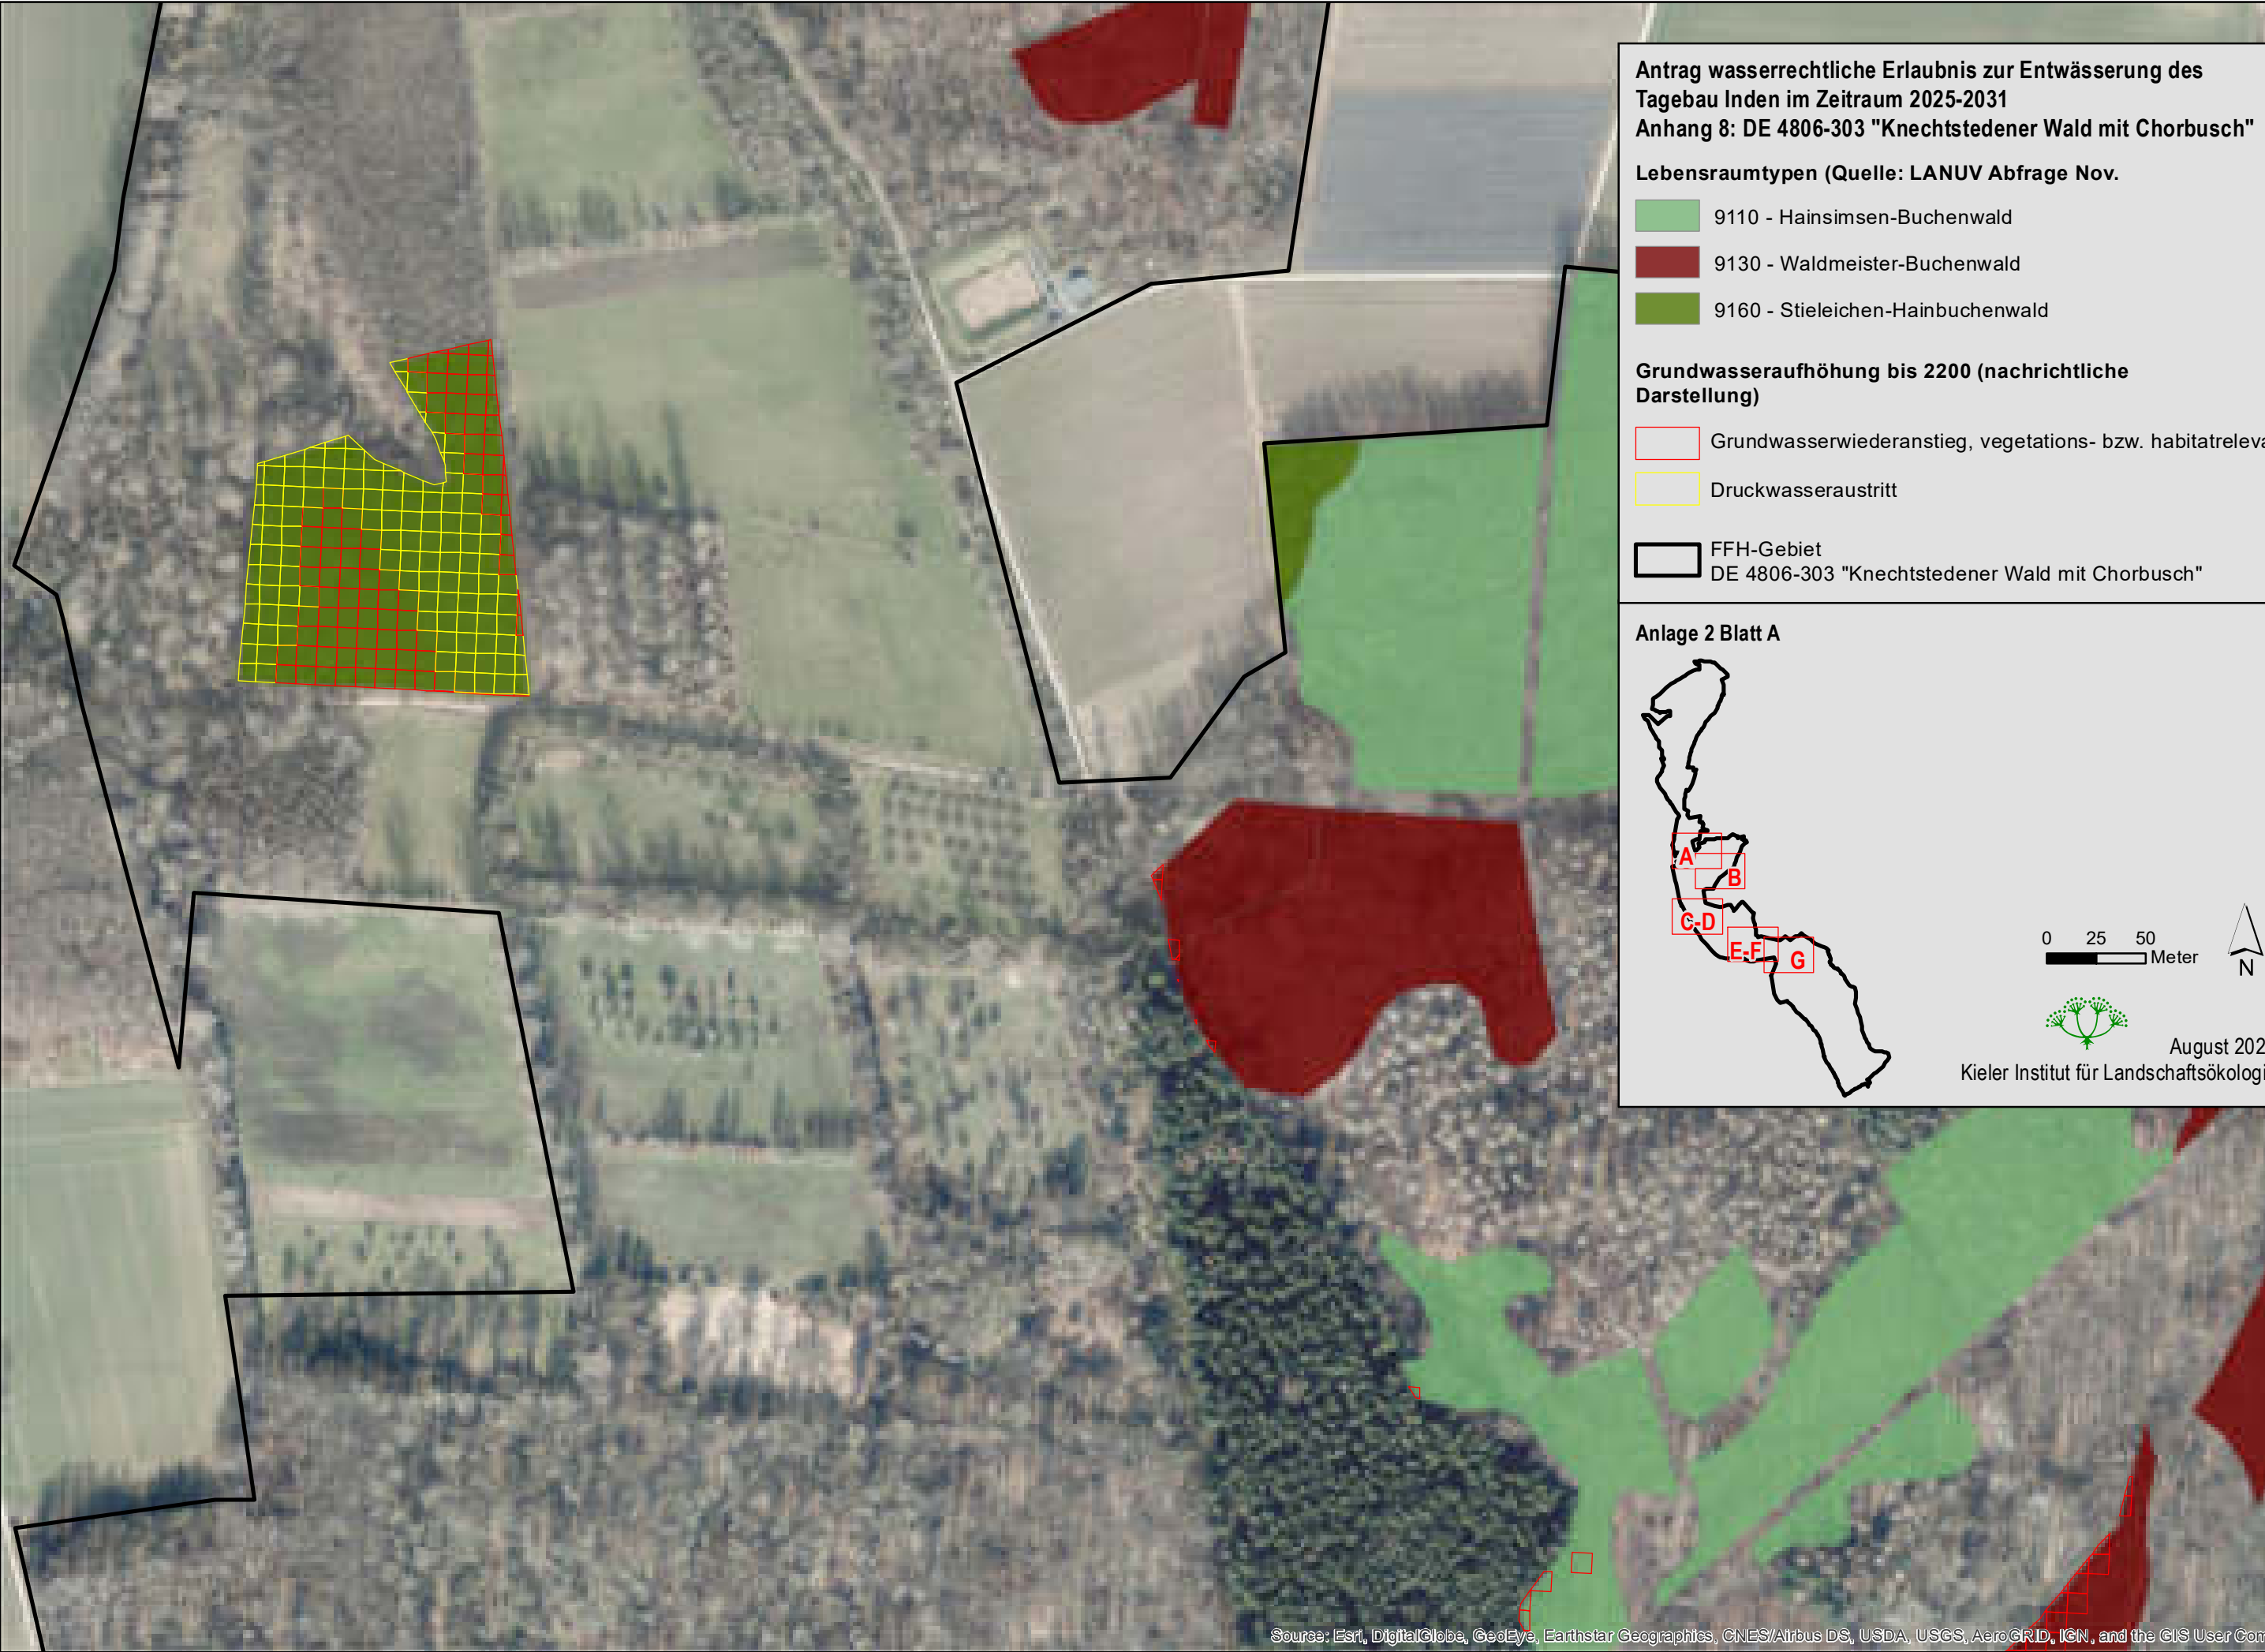 Antrag wasserrechtliche Erlaubnis zur Entwässerung des
Tagebau Inden im Zeitraum 2025-2031
Anhang 8: DE 4806-303 "Knechtstedener Wald mit Chorbusch"
Lebensraumtypen (Quelle: LANUV Abfrage Nov.
9110 - Hainsimsen-Buchenwald
9130 - Waldmeister-Buchenwald
9160 - Stieleichen-Hainbuchenwald
Grundwasseraufhöhung bis 2200 (nachrichtliche
Darstellung)
Grundwasserwiederanstieg, vegetations- bzw. habitatreleva
Druckwasseraustritt
FFH-Gebiet
DE 4806-303 "Knechtstedener Wald mit Chorbusch"
Anlage 2 Blatt A
A
B
C-D
E-F
G
0 25 50
Meter
N
August 202
Kieler Institut für Landschaftsökologi
Source: Esri, DigitalGlobe, GeoEye, Earthstar Geographics, CNES/Airbus DS, USDA, USGS, AeroGRID, IGN, and the GIS User Com